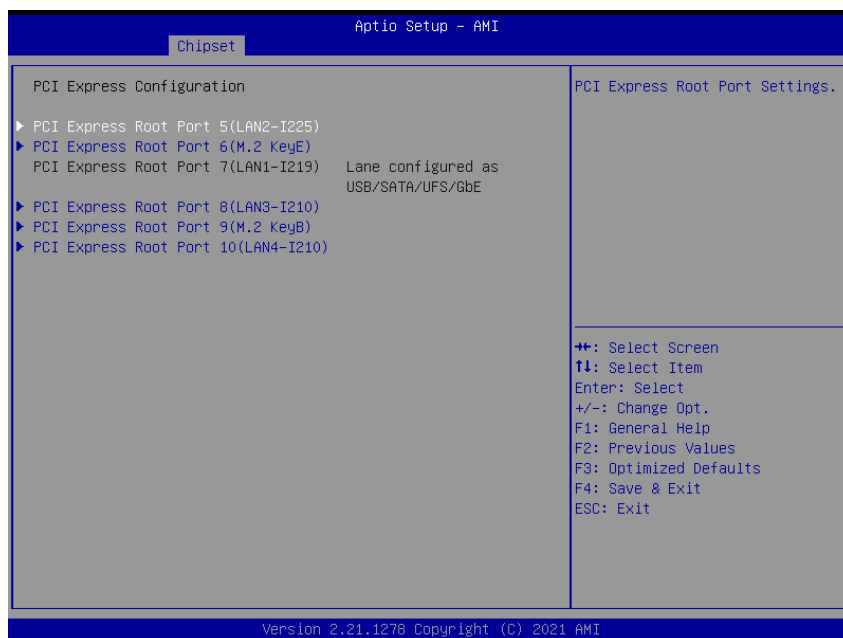 Aptio Setup – AMI
Chipset
PCI Express Configuration
▶ PCI Express Root Port 5(LAN2-I225)
▶ PCI Express Root Port 6(M.2 KeyE)
PCI Express Root Port 7(LAN1-I219) Lane configured as
USB/SATA/UFS/GbE
▶ PCI Express Root Port 8(LAN3-I210)
▶ PCI Express Root Port 9(M.2 KeyB)
▶ PCI Express Root Port 10(LAN4-I210)
PCI Express Root Port Settings.
→←: Select Screen
↑↓: Select Item
Enter: Select
+/-: Change Opt.
F1: General Help
F2: Previous Values
F3: Optimized Defaults
F4: Save & Exit
ESC: Exit
Version 2.21.1278 Copyright (C) 2021 AMI